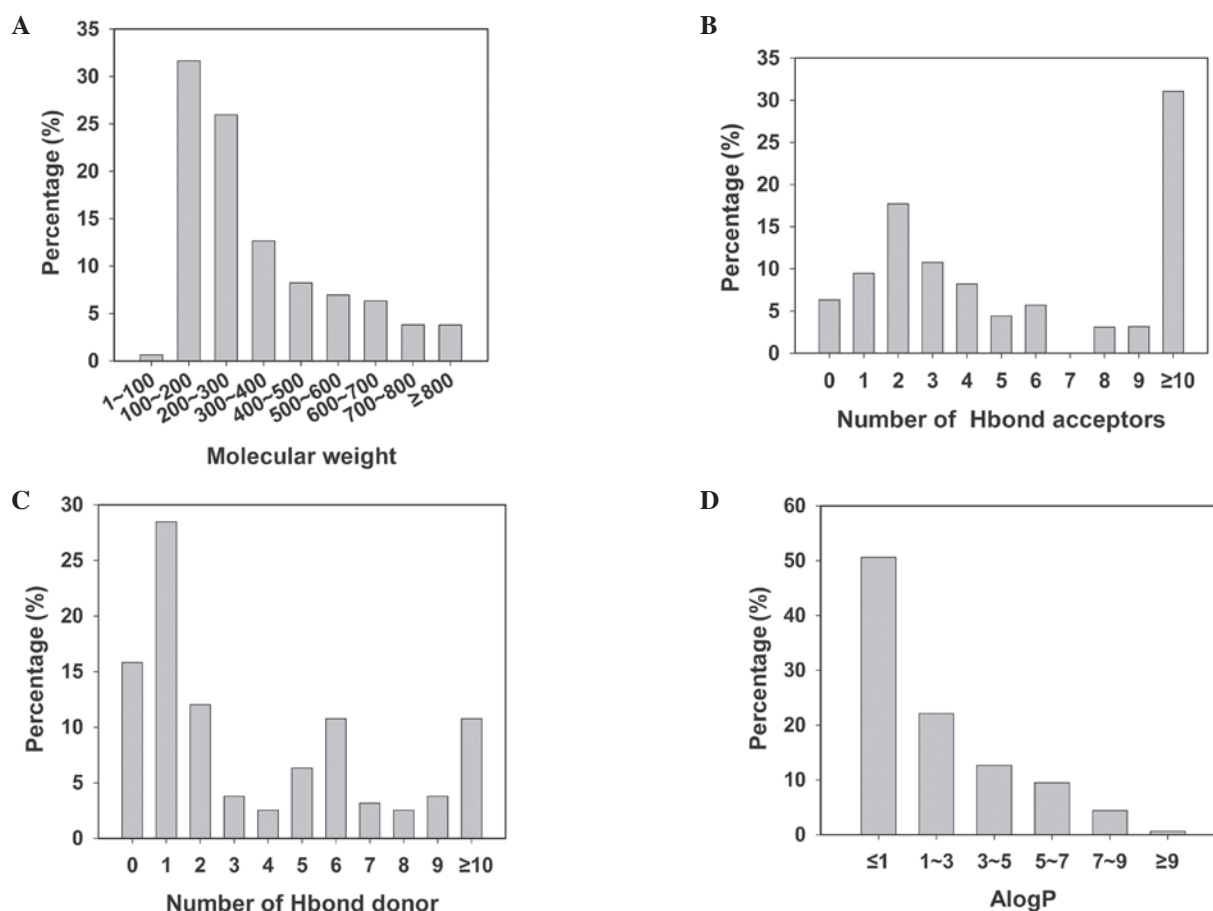 A
Percentage (%)
35
30
25
20
15
10
5
0
1~100
100~200
200~300
300~400
400~500
500~600
600~700
700~800
≥ 800
Molecular weight
B
Percentage (%)
35
30
25
20
15
10
5
0
0 1 2 3 4 5 6 7 8 9 ≥10
Number of Hbond acceptors
C
Percentage (%)
30
25
20
15
10
5
0
0 1 2 3 4 5 6 7 8 9 ≥10
Number of Hbond donor
D
Percentage (%)
60
50
40
30
20
10
0
≤1 1~3 3~5 5~7 7~9 ≥9
AlogP